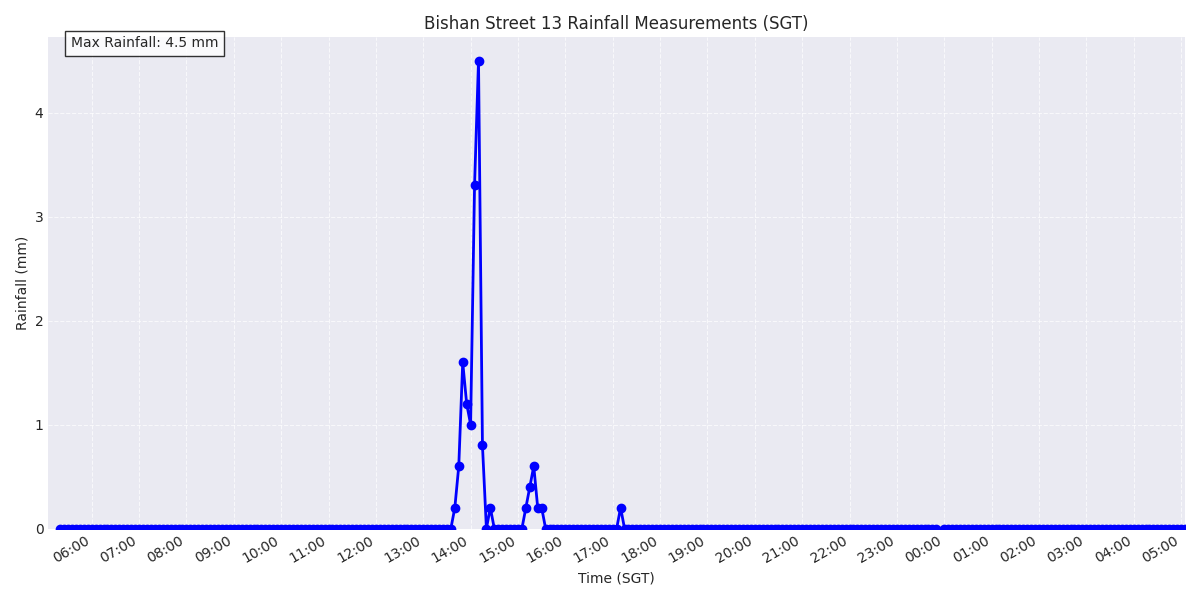 Bishan Street 13 Rainfall Measurements (SGT)
Max Rainfall: 4.5 mm
4
3
2
1
0
Rainfall (mm)
06:00 07:00 08:00 09:00 10:00 11:00 12:00 13:00 14:00 15:00 16:00 17:00 18:00 19:00 20:00 21:00 22:00 23:00 00:00 01:00 02:00 03:00 04:00 05:00
Time (SGT)